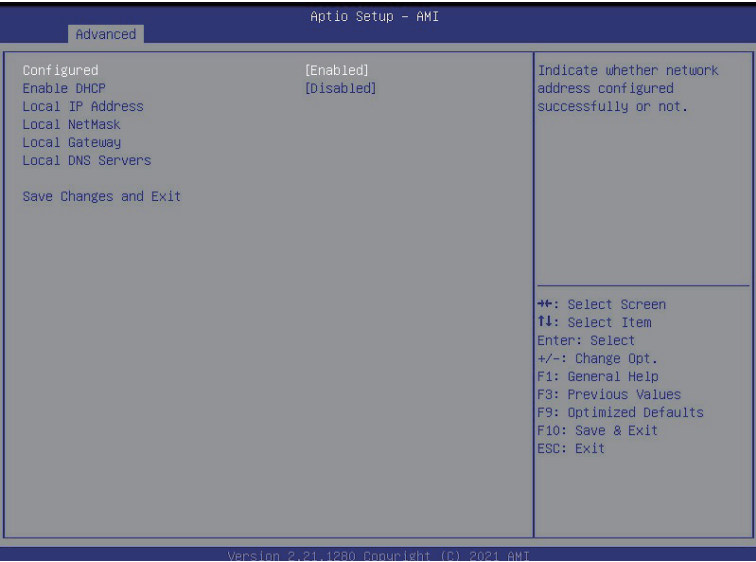 Aptio Setup – AMI
Advanced
Configured [Enabled]
Enable DHCP [Disabled]
Local IP Address
Local NetMask
Local Gateway
Local DNS Servers
Save Changes and Exit
Indicate whether network
address configured
successfully or not.
→←: Select Screen
↑↓: Select Item
Enter: Select
+/-: Change Opt.
F1: General Help
F3: Previous Values
F9: Optimized Defaults
F10: Save & Exit
ESC: Exit
Version 2.21.1280 Copyright (C) 2021 AMI